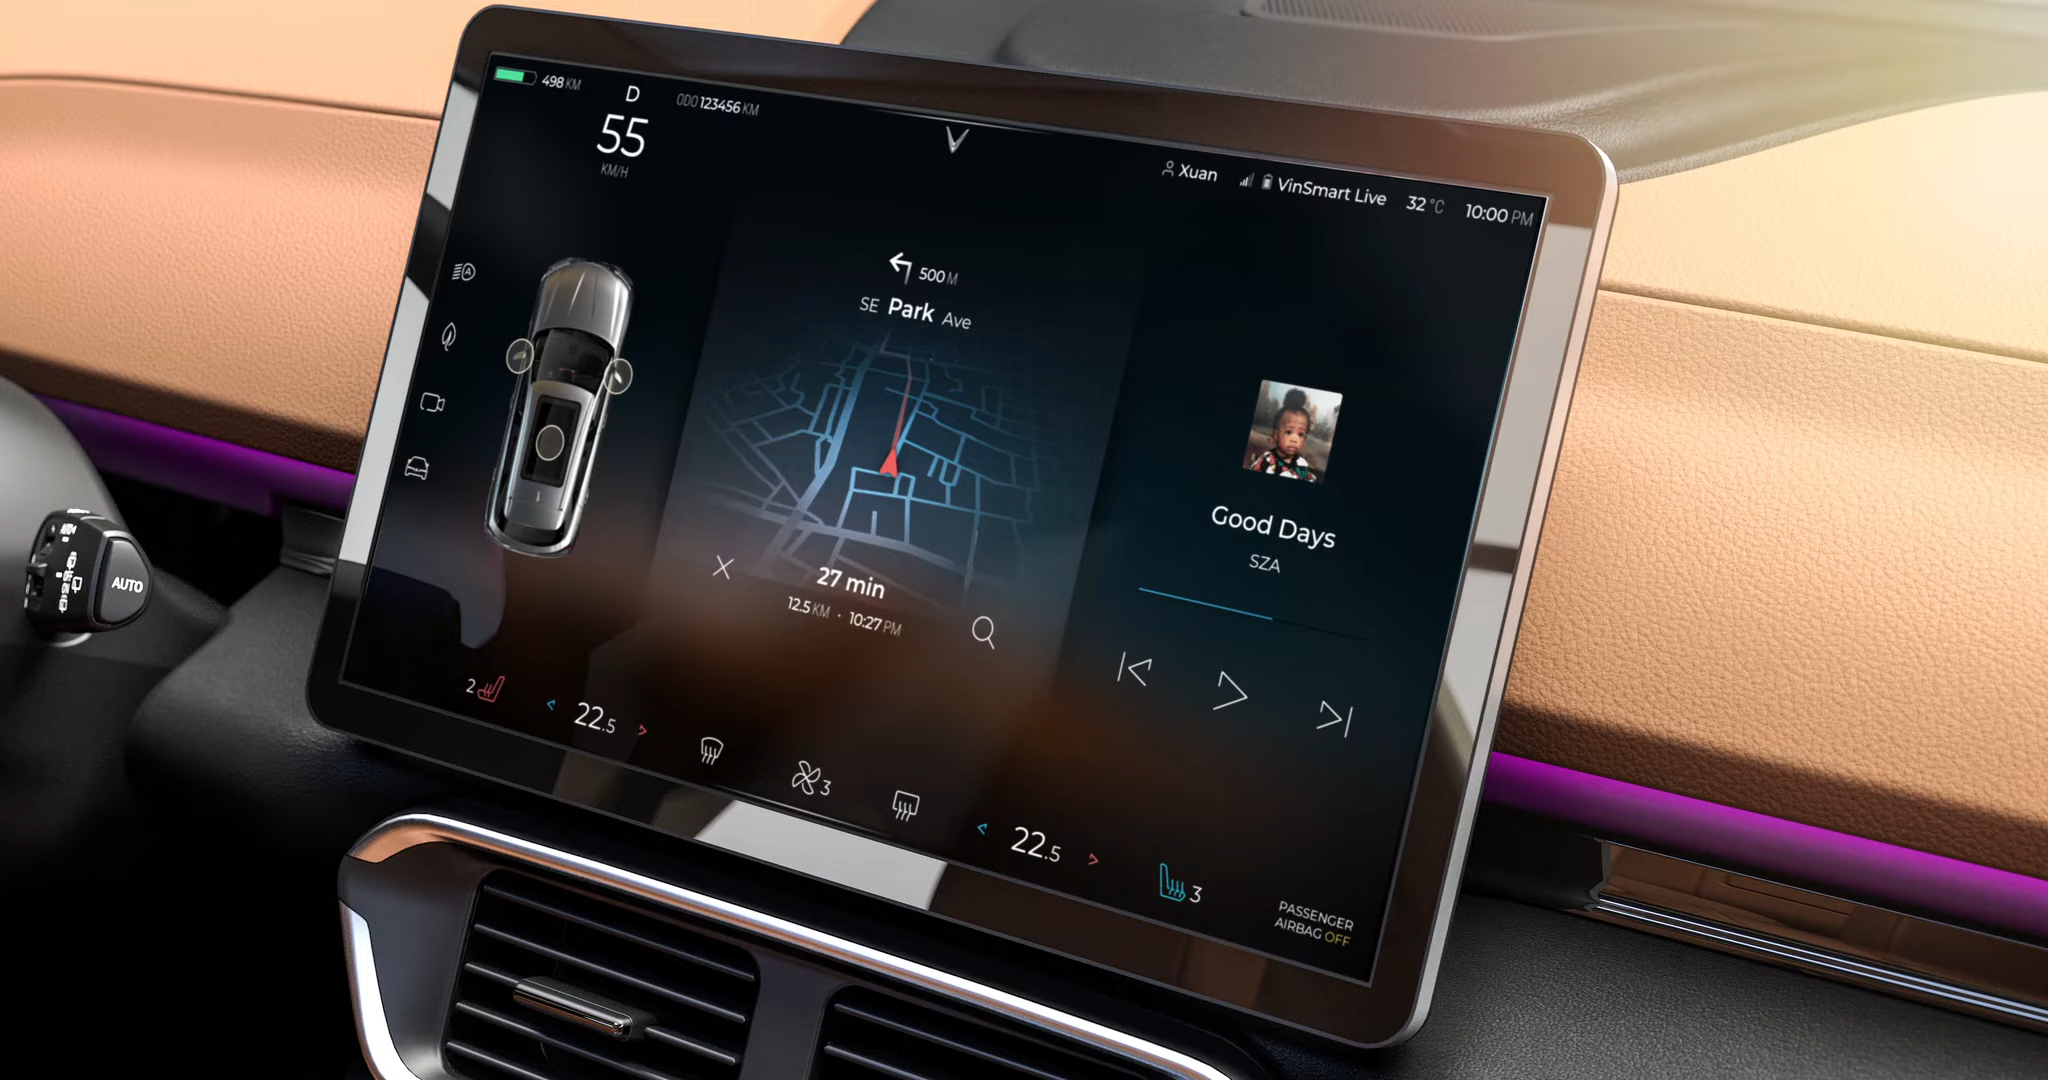 498 KM
D
55
KM/H
ODO 123456 KM
Xuan
VinSmart Live
32 °C
10:00 PM
500 M
SE Park Ave
27 min
12.5 KM · 10:27 PM
Good Days
SZA
2
22.5
3
22.5
3
PASSENGER
AIRBAG OFF
A
AUTO